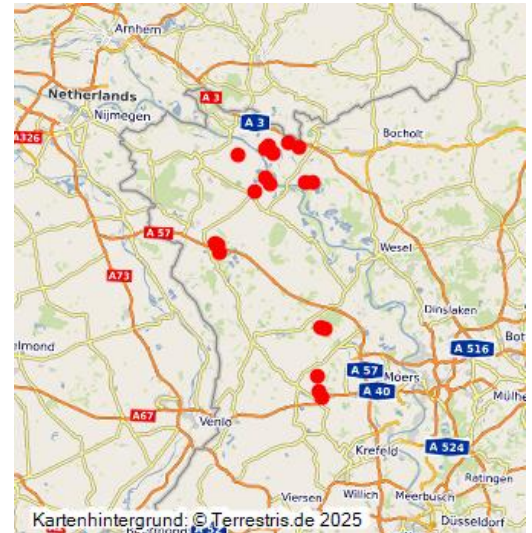 Arnhem
A 3
Netherlands
Nijmegen
A 3
A326
Bocholt
A 57
Wesel
A73
Dinslaken
elmond
A 516
Bot
A 57
Moers
A 40
Mülhe
A67
Venlo
A 524
Krefeld
Ratingen
Viersen
Willich
Meerbusch
Düsseldorf
Kartenhintergrund: © Terrestris.de 2025